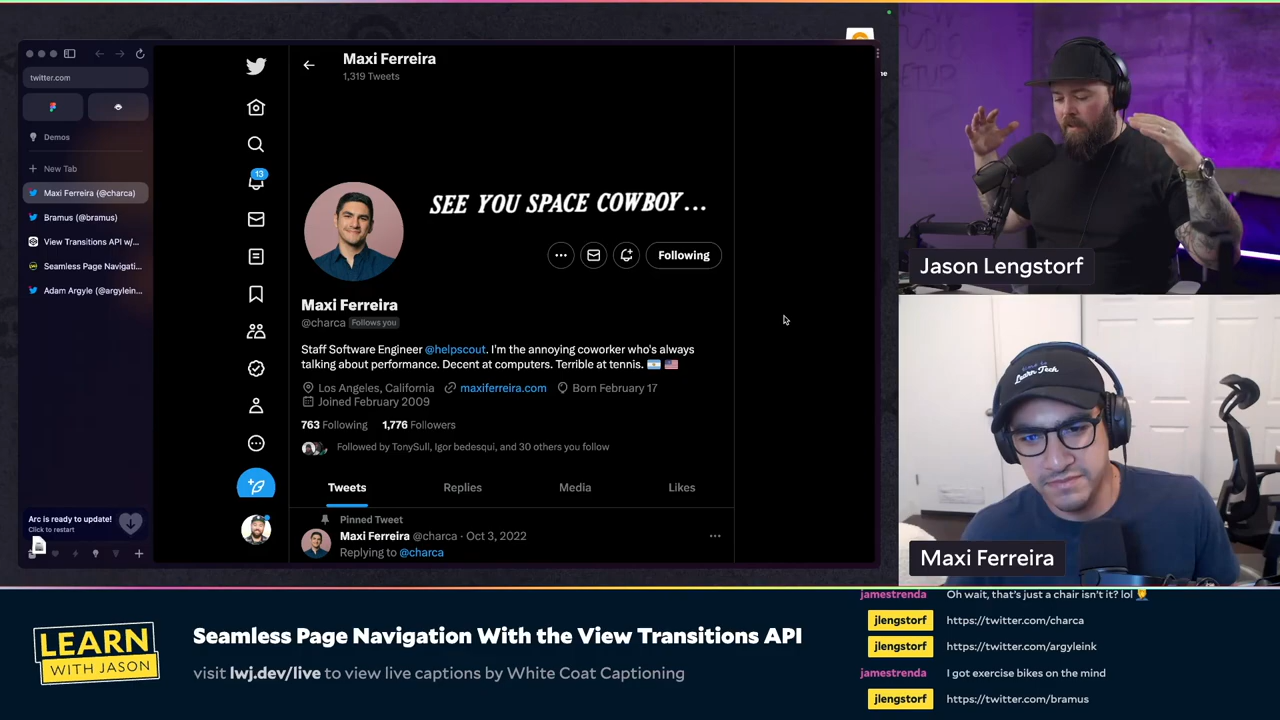 twitter.com
Demos
New Tab
Maxi Ferreira (@charca)
Bramus (@bramus)
View Transitions API w/...
Seamless Page Navigati...
Adam Argyle (@argylein...
Arc is ready to update!
Click to restart
Maxi Ferreira
1,319 Tweets
13
SEE YOU SPACE COWBOY...
Following
Maxi Ferreira
@charca Follows you
Staff Software Engineer @helpscout. I'm the annoying coworker who's always
talking about performance. Decent at computers. Terrible at tennis.
Los Angeles, California maxiferreira.com Born February 17
Joined February 2009
763 Following 1,776 Followers
Followed by TonySull, Igor bedesqui, and 30 others you follow
Tweets Replies Media Likes
Pinned Tweet
Maxi Ferreira @charca · Oct 3, 2022
Replying to @charca
Jason Lengstorf
Learn Tech
Maxi Ferreira
LEARN
WITH JASON
Seamless Page Navigation With the View Transitions API
visit lwj.dev/live to view live captions by White Coat Captioning
jamestrenda Oh wait, that's just a chair isn't it? lol 🤦‍♂️
jlengstorf https://twitter.com/charca
jlengstorf https://twitter.com/argyleink
jamestrenda I got exercise bikes on the mind
jlengstorf https://twitter.com/bramus